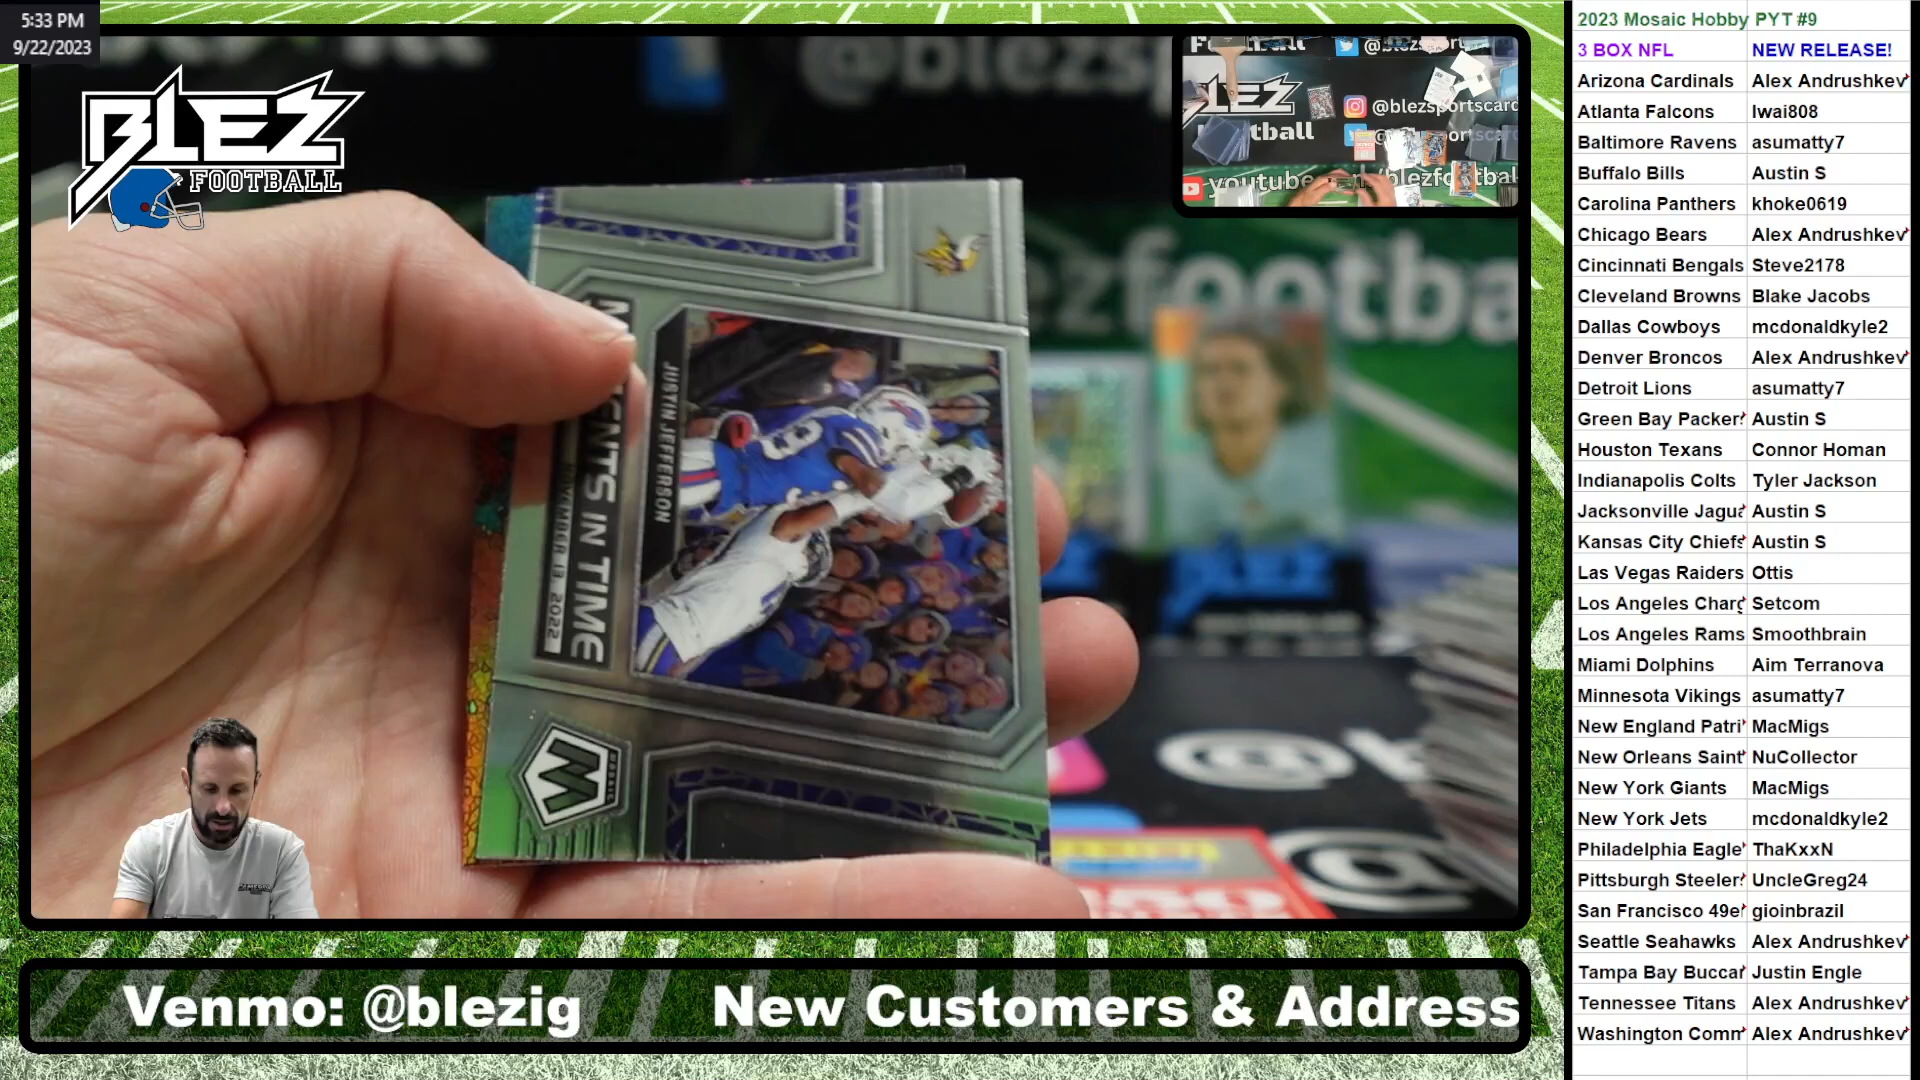 5:33 PM
9/22/2023
BLEZ
FOOTBALL
JUSTIN JEFFERSON
MOMENTS IN TIME
NOVEMBER 13, 2022
MOSAIC
@blezsportscard
youtube.com/blezfootball
Venmo: @blezig
New Customers & Address
2023 Mosaic Hobby PYT #9
3 BOX NFL NEW RELEASE!
Arizona Cardinals Alex Andrushkev
Atlanta Falcons Iwai808
Baltimore Ravens asumatty7
Buffalo Bills Austin S
Carolina Panthers khoke0619
Chicago Bears Alex Andrushkev
Cincinnati Bengals Steve2178
Cleveland Browns Blake Jacobs
Dallas Cowboys mcdonaldkyle2
Denver Broncos Alex Andrushkev
Detroit Lions asumatty7
Green Bay Packer Austin S
Houston Texans Connor Homan
Indianapolis Colts Tyler Jackson
Jacksonville Jagua Austin S
Kansas City Chiefs Austin S
Las Vegas Raiders Ottis
Los Angeles Charg Setcom
Los Angeles Rams Smoothbrain
Miami Dolphins Aim Terranova
Minnesota Vikings asumatty7
New England Patri MacMigs
New Orleans Saint NuCollector
New York Giants MacMigs
New York Jets mcdonaldkyle2
Philadelphia Eagle ThaKxxN
Pittsburgh Steeler UncleGreg24
San Francisco 49e gioinbrazil
Seattle Seahawks Alex Andrushkev
Tampa Bay Buccar Justin Engle
Tennessee Titans Alex Andrushkev
Washington Comm Alex Andrushkev